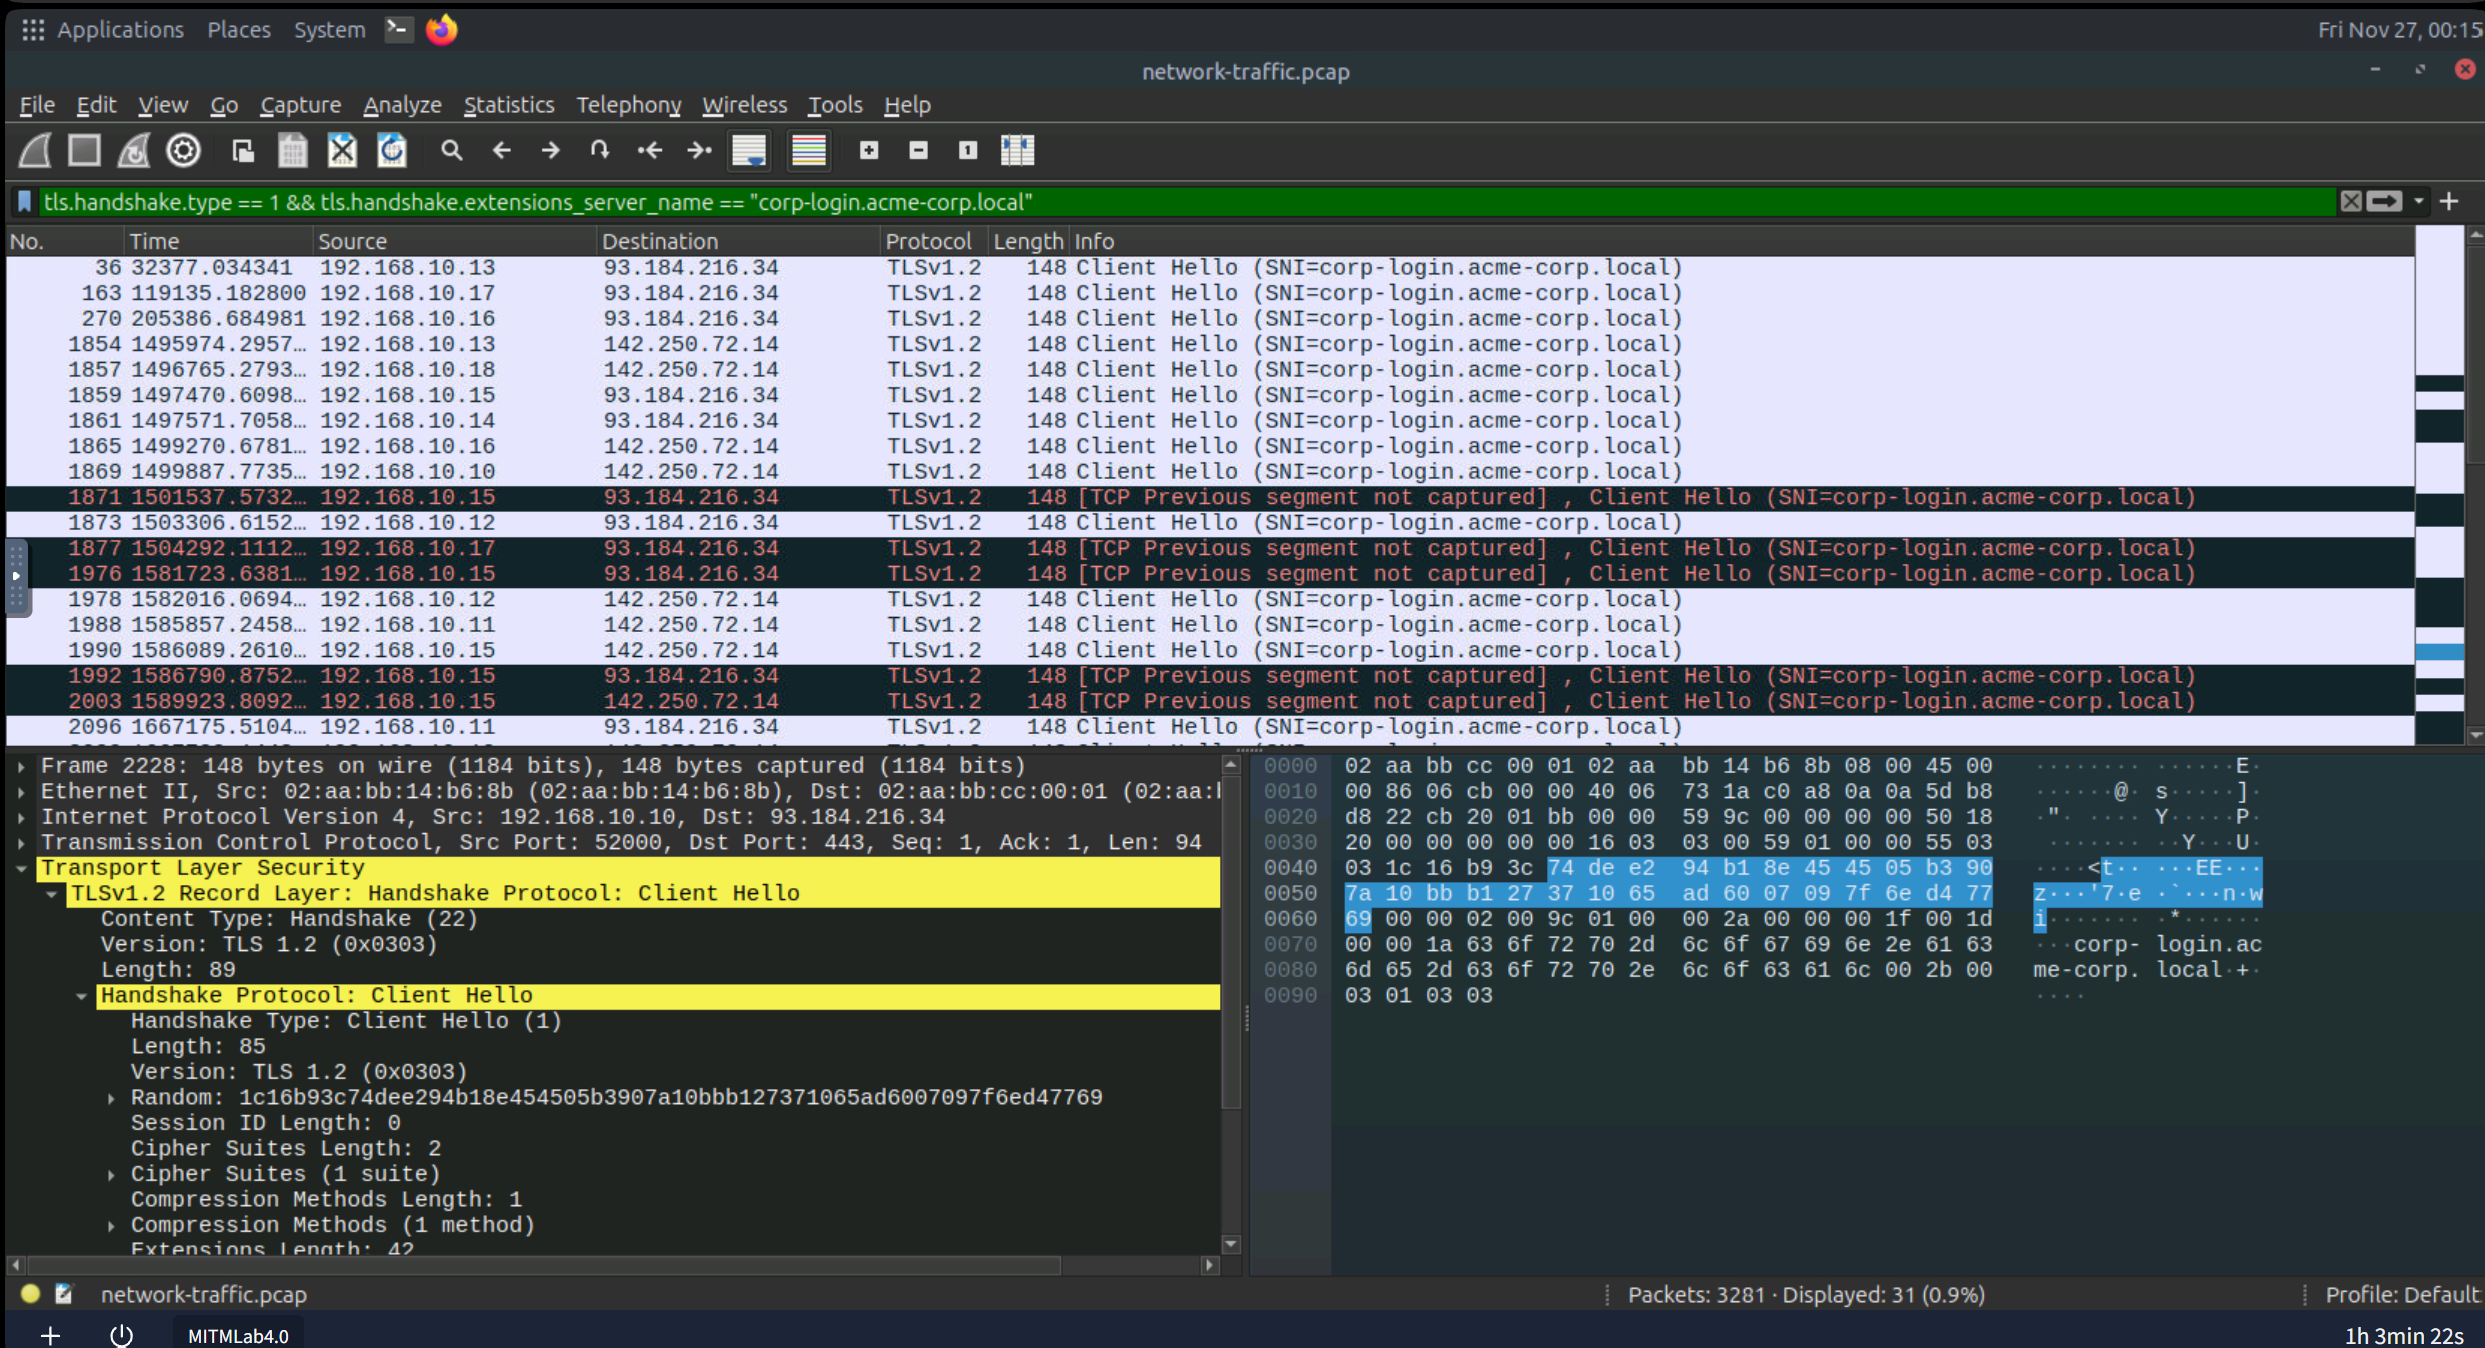 Applications Places System Fri Nov 27, 00:15
network-traffic.pcap
File Edit View Go Capture Analyze Statistics Telephony Wireless Tools Help
tls.handshake.type == 1 && tls.handshake.extensions_server_name == "corp-login.acme-corp.local"
No. Time Source Destination Protocol Length Info
36 32377.034341 192.168.10.13 93.184.216.34 TLSv1.2 148 Client Hello (SNI=corp-login.acme-corp.local)
163 119135.182800 192.168.10.17 93.184.216.34 TLSv1.2 148 Client Hello (SNI=corp-login.acme-corp.local)
270 205386.684981 192.168.10.16 93.184.216.34 TLSv1.2 148 Client Hello (SNI=corp-login.acme-corp.local)
1854 1495974.2957… 192.168.10.13 142.250.72.14 TLSv1.2 148 Client Hello (SNI=corp-login.acme-corp.local)
1857 1496765.2793… 192.168.10.18 142.250.72.14 TLSv1.2 148 Client Hello (SNI=corp-login.acme-corp.local)
1859 1497470.6098… 192.168.10.15 93.184.216.34 TLSv1.2 148 Client Hello (SNI=corp-login.acme-corp.local)
1861 1497571.7058… 192.168.10.14 93.184.216.34 TLSv1.2 148 Client Hello (SNI=corp-login.acme-corp.local)
1865 1499270.6781… 192.168.10.16 142.250.72.14 TLSv1.2 148 Client Hello (SNI=corp-login.acme-corp.local)
1869 1499887.7735… 192.168.10.10 142.250.72.14 TLSv1.2 148 Client Hello (SNI=corp-login.acme-corp.local)
1871 1501537.5732… 192.168.10.15 93.184.216.34 TLSv1.2 148 [TCP Previous segment not captured] , Client Hello (SNI=corp-login.acme-corp.local)
1873 1503306.6152… 192.168.10.12 93.184.216.34 TLSv1.2 148 Client Hello (SNI=corp-login.acme-corp.local)
1877 1504292.1112… 192.168.10.17 93.184.216.34 TLSv1.2 148 [TCP Previous segment not captured] , Client Hello (SNI=corp-login.acme-corp.local)
1976 1581723.6381… 192.168.10.15 93.184.216.34 TLSv1.2 148 [TCP Previous segment not captured] , Client Hello (SNI=corp-login.acme-corp.local)
1978 1582016.0694… 192.168.10.12 142.250.72.14 TLSv1.2 148 Client Hello (SNI=corp-login.acme-corp.local)
1988 1585857.2458… 192.168.10.11 142.250.72.14 TLSv1.2 148 Client Hello (SNI=corp-login.acme-corp.local)
1990 1586089.2610… 192.168.10.15 142.250.72.14 TLSv1.2 148 Client Hello (SNI=corp-login.acme-corp.local)
1992 1586790.8752… 192.168.10.15 93.184.216.34 TLSv1.2 148 [TCP Previous segment not captured] , Client Hello (SNI=corp-login.acme-corp.local)
2003 1589923.8092… 192.168.10.15 142.250.72.14 TLSv1.2 148 [TCP Previous segment not captured] , Client Hello (SNI=corp-login.acme-corp.local)
2096 1667175.5104… 192.168.10.11 93.184.216.34 TLSv1.2 148 Client Hello (SNI=corp-login.acme-corp.local)
Frame 2228: 148 bytes on wire (1184 bits), 148 bytes captured (1184 bits)
Ethernet II, Src: 02:aa:bb:14:b6:8b (02:aa:bb:14:b6:8b), Dst: 02:aa:bb:cc:00:01 (02:aa:b
Internet Protocol Version 4, Src: 192.168.10.10, Dst: 93.184.216.34
Transmission Control Protocol, Src Port: 52000, Dst Port: 443, Seq: 1, Ack: 1, Len: 94
Transport Layer Security
TLSv1.2 Record Layer: Handshake Protocol: Client Hello
Content Type: Handshake (22)
Version: TLS 1.2 (0x0303)
Length: 89
Handshake Protocol: Client Hello
Handshake Type: Client Hello (1)
Length: 85
Version: TLS 1.2 (0x0303)
Random: 1c16b93c74dee294b18e454505b3907a10bbb127371065ad6007097f6ed47769
Session ID Length: 0
Cipher Suites Length: 2
Cipher Suites (1 suite)
Compression Methods Length: 1
Compression Methods (1 method)
Extensions Length: 42
0000 02 aa bb cc 00 01 02 aa bb 14 b6 8b 08 00 45 00 ········ ······E·
0010 00 86 06 cb 00 00 40 06 73 1a c0 a8 0a 0a 5d b8 ······@· s·····]·
0020 d8 22 cb 20 01 bb 00 00 59 9c 00 00 00 00 50 18 ·"· ···· Y·····P·
0030 20 00 00 00 00 00 16 03 03 00 59 01 00 00 55 03 ······· ··Y···U·
0040 03 1c 16 b9 3c 74 de e2 94 b1 8e 45 45 05 b3 90 ····<t·· ···EE···
0050 7a 10 bb b1 27 37 10 65 ad 60 07 09 7f 6e d4 77 z···'7·e ·`···n·w
0060 69 00 00 02 00 9c 01 00 00 2a 00 00 00 1f 00 1d i······· ·*······
0070 00 00 1a 63 6f 72 70 2d 6c 6f 67 69 6e 2e 61 63 ···corp- login.ac
0080 6d 65 2d 63 6f 72 70 2e 6c 6f 63 61 6c 00 2b 00 me-corp. local·+·
0090 03 01 03 03 ····
network-traffic.pcap Packets: 3281 · Displayed: 31 (0.9%) Profile: Default
MITMLab4.0 1h 3min 22s